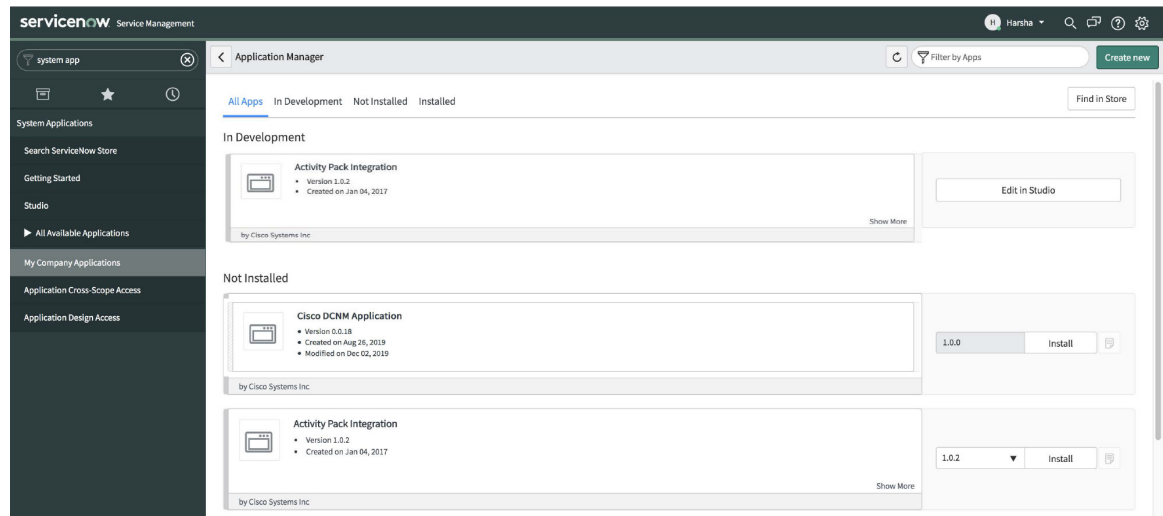 servicenow Service Management
H Harsha
system app
Application Manager
Filter by Apps
Create new
System Applications
Search ServiceNow Store
Getting Started
Studio
All Available Applications
My Company Applications
Application Cross-Scope Access
Application Design Access
All Apps In Development Not Installed Installed
Find in Store
In Development
Activity Pack Integration
• Version 1.0.2
• Created on Jan 04, 2017
Show More
by Cisco Systems Inc
Edit in Studio
Not Installed
Cisco DCNM Application
• Version 0.0.18
• Created on Aug 26, 2019
• Modified on Dec 02, 2019
by Cisco Systems Inc
1.0.0 Install
Activity Pack Integration
• Version 1.0.2
• Created on Jan 04, 2017
Show More
by Cisco Systems Inc
1.0.2 Install